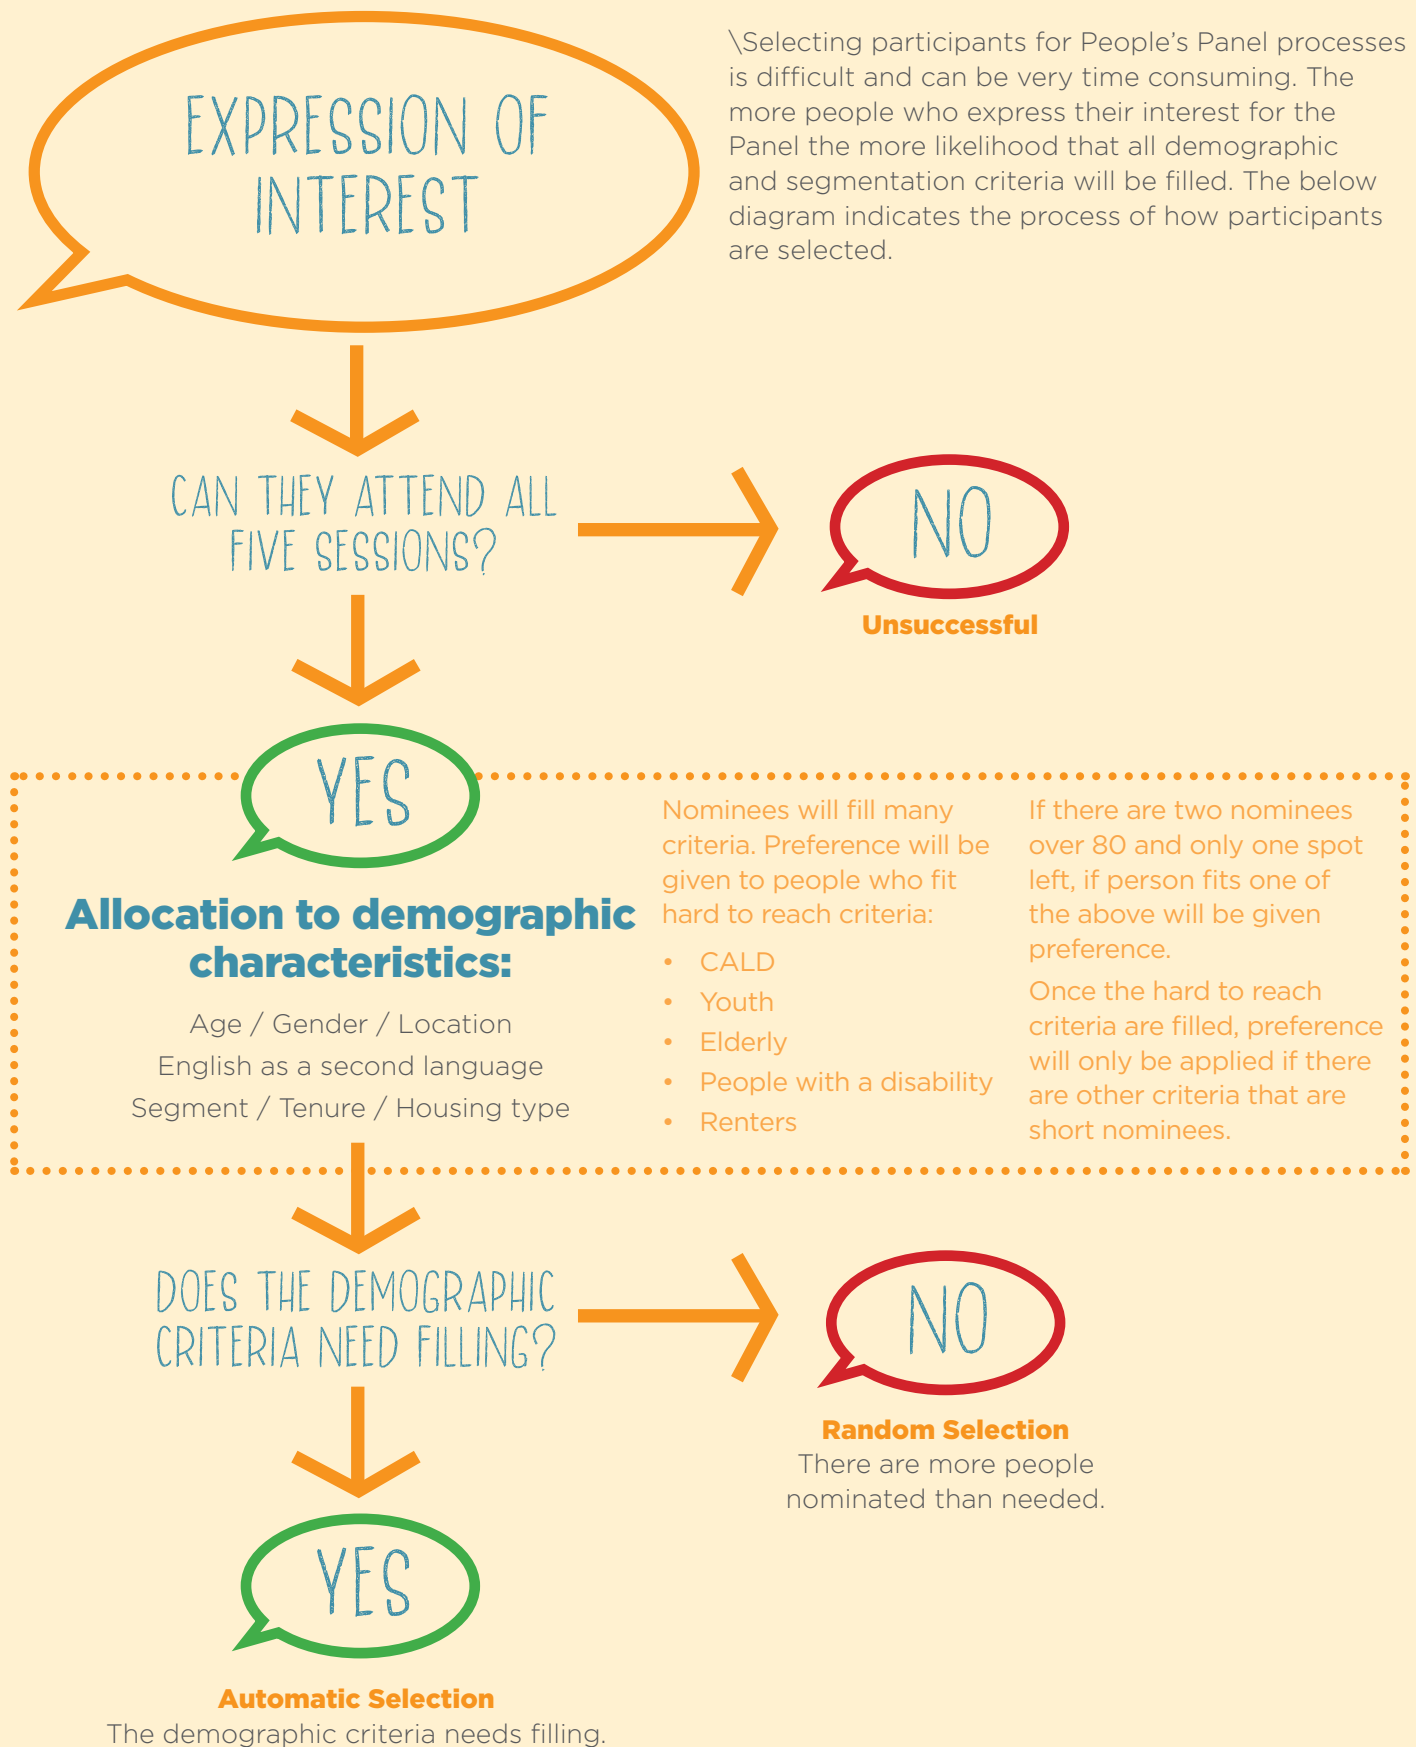 EXPRESSION OF
INTEREST
\Selecting participants for People's Panel processes
is difficult and can be very time consuming. The
more people who express their interest for the
Panel the more likelihood that all demographic
and segmentation criteria will be filled. The below
diagram indicates the process of how participants
are selected.
CAN THEY ATTEND ALL
FIVE SESSIONS?
NO
Unsuccessful
YES
Allocation to demographic
characteristics:
Age / Gender / Location
English as a second language
Segment / Tenure / Housing type
Nominees will fill many
criteria. Preference will be
given to people who fit
hard to reach criteria:
• CALD
• Youth
• Elderly
• People with a disability
• Renters
If there are two nominees
over 80 and only one spot
left, if person fits one of
the above will be given
preference.
Once the hard to reach
criteria are filled, preference
will only be applied if there
are other criteria that are
short nominees.
DOES THE DEMOGRAPHIC
CRITERIA NEED FILLING?
NO
Random Selection
There are more people
nominated than needed.
YES
Automatic Selection
The demographic criteria needs filling.